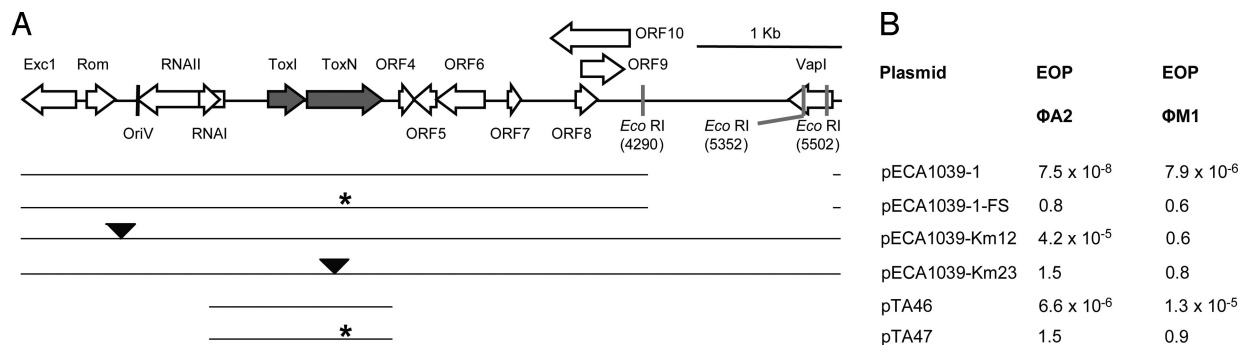 A
B
ORF10
1 Kb
Exc1 Rom RNAII ToxI ToxN ORF4 ORF6 ORF9 VapI
OriV RNAI ORF5 ORF7 ORF8 Eco RI Eco RI Eco RI
(4290) (5352) (5502)
*
*
Plasmid EOP EOP
ΦA2 ΦM1
pECA1039-1 7.5 x 10-8 7.9 x 10-6
pECA1039-1-FS 0.8 0.6
pECA1039-Km12 4.2 x 10-5 0.6
pECA1039-Km23 1.5 0.8
pTA46 6.6 x 10-6 1.3 x 10-5
pTA47 1.5 0.9